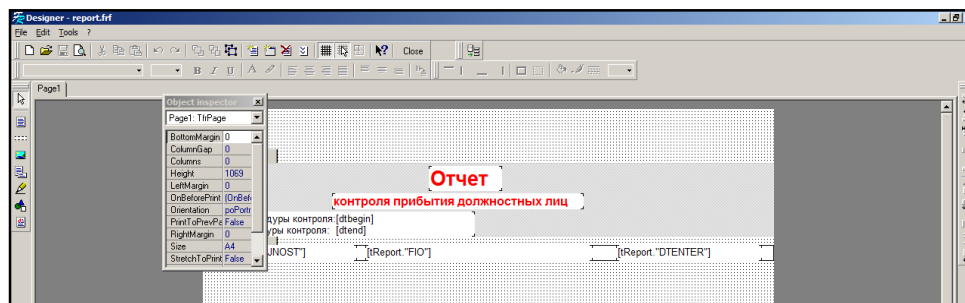 Designer - report.frf
File Edit Tools ?
Close
B I U A
Page1
Object inspector
Page1: TfrPage
BottomMargin 0
ColumnGap 0
Columns 0
Height 1069
LeftMargin 0
OnBeforePrint (OnBef
Orientation poPortr
PrintToPrevPa False
RightMargin 0
Size A4
StretchToPrint False
Отчет
контроля прибытия должностных лиц
дуры контроля:[dtbegin]
уры контроля: [dtend]
JNOST"] [tReport."FIO"] [tReport."DTENTER"]